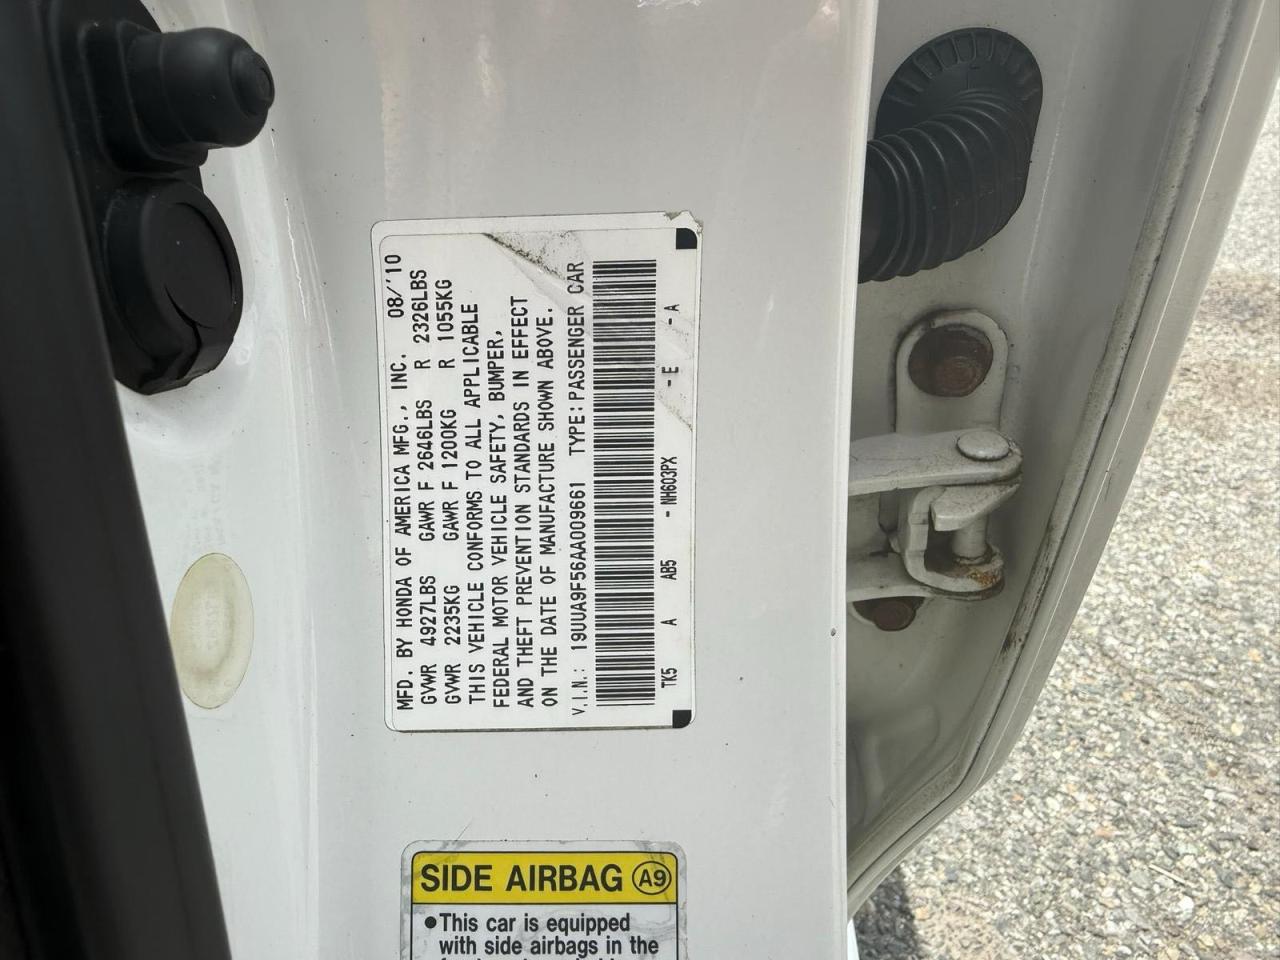 MFD. BY HONDA OF AMERICA MFG., INC. 08/'10
GVWR 4927LBS GAWR F 2646LBS R 2326LBS
GVWR 2235KG GAWR F 1200KG R 1055KG
THIS VEHICLE CONFORMS TO ALL APPLICABLE
FEDERAL MOTOR VEHICLE SAFETY, BUMPER,
AND THEFT PREVENTION STANDARDS IN EFFECT
ON THE DATE OF MANUFACTURE SHOWN ABOVE.
V.I.N.: 19UUA9F56AA009661 TYPE:PASSENGER CAR
TK5 A AB5 - NH603PX - E - A
SIDE AIRBAG A9
•This car is equipped
with side airbags in the